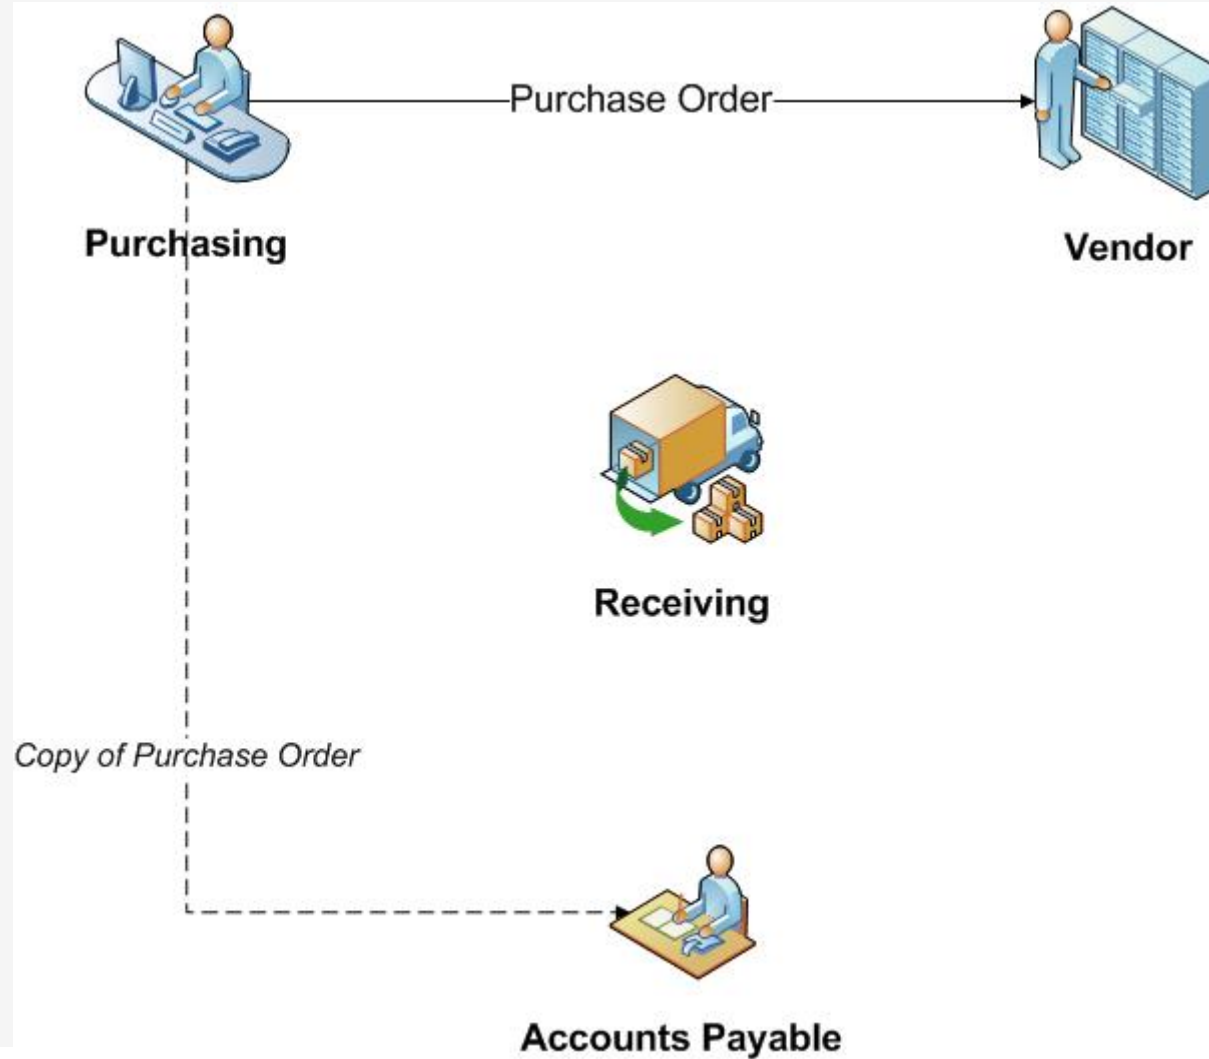 Purchase Order
Purchasing
Vendor
Receiving
Copy of Purchase Order
Accounts Payable